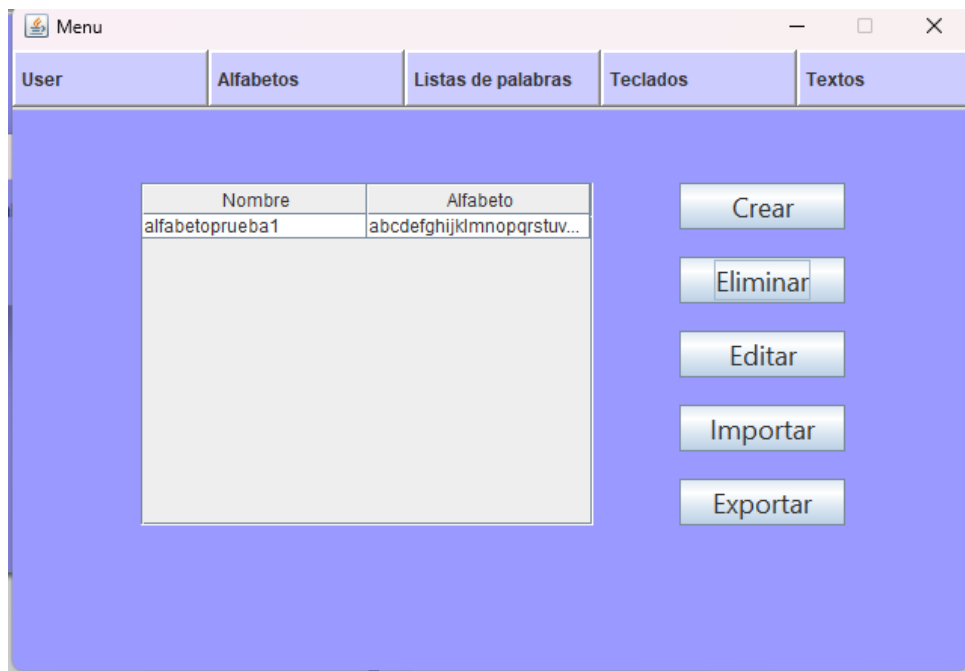 Menu
User Alfabetos Listas de palabras Teclados Textos
Nombre Alfabeto
alfabetoprueba1 abcdefghijklmnopqrstuv...
Crear
Eliminar
Editar
Importar
Exportar